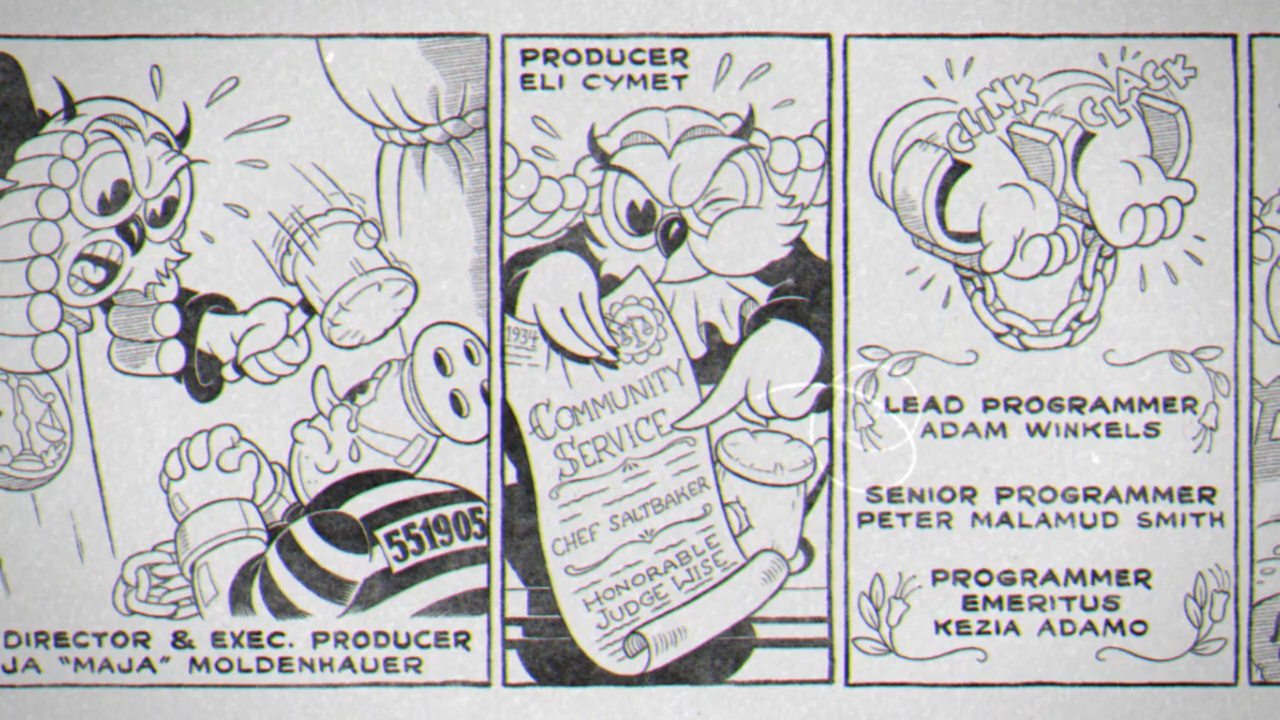 551905
DIRECTOR & EXEC. PRODUCER
JA "MAJA" MOLDENHAUER
PRODUCER
ELI CYMET
1934
COMMUNITY
SERVICE
CHEF SALTBAKER
HONORABLE
JUDGE WISE
CLINK
CLACK
LEAD PROGRAMMER
ADAM WINKELS
SENIOR PROGRAMMER
PETER MALAMUD SMITH
PROGRAMMER
EMERITUS
KEZIA ADAMO